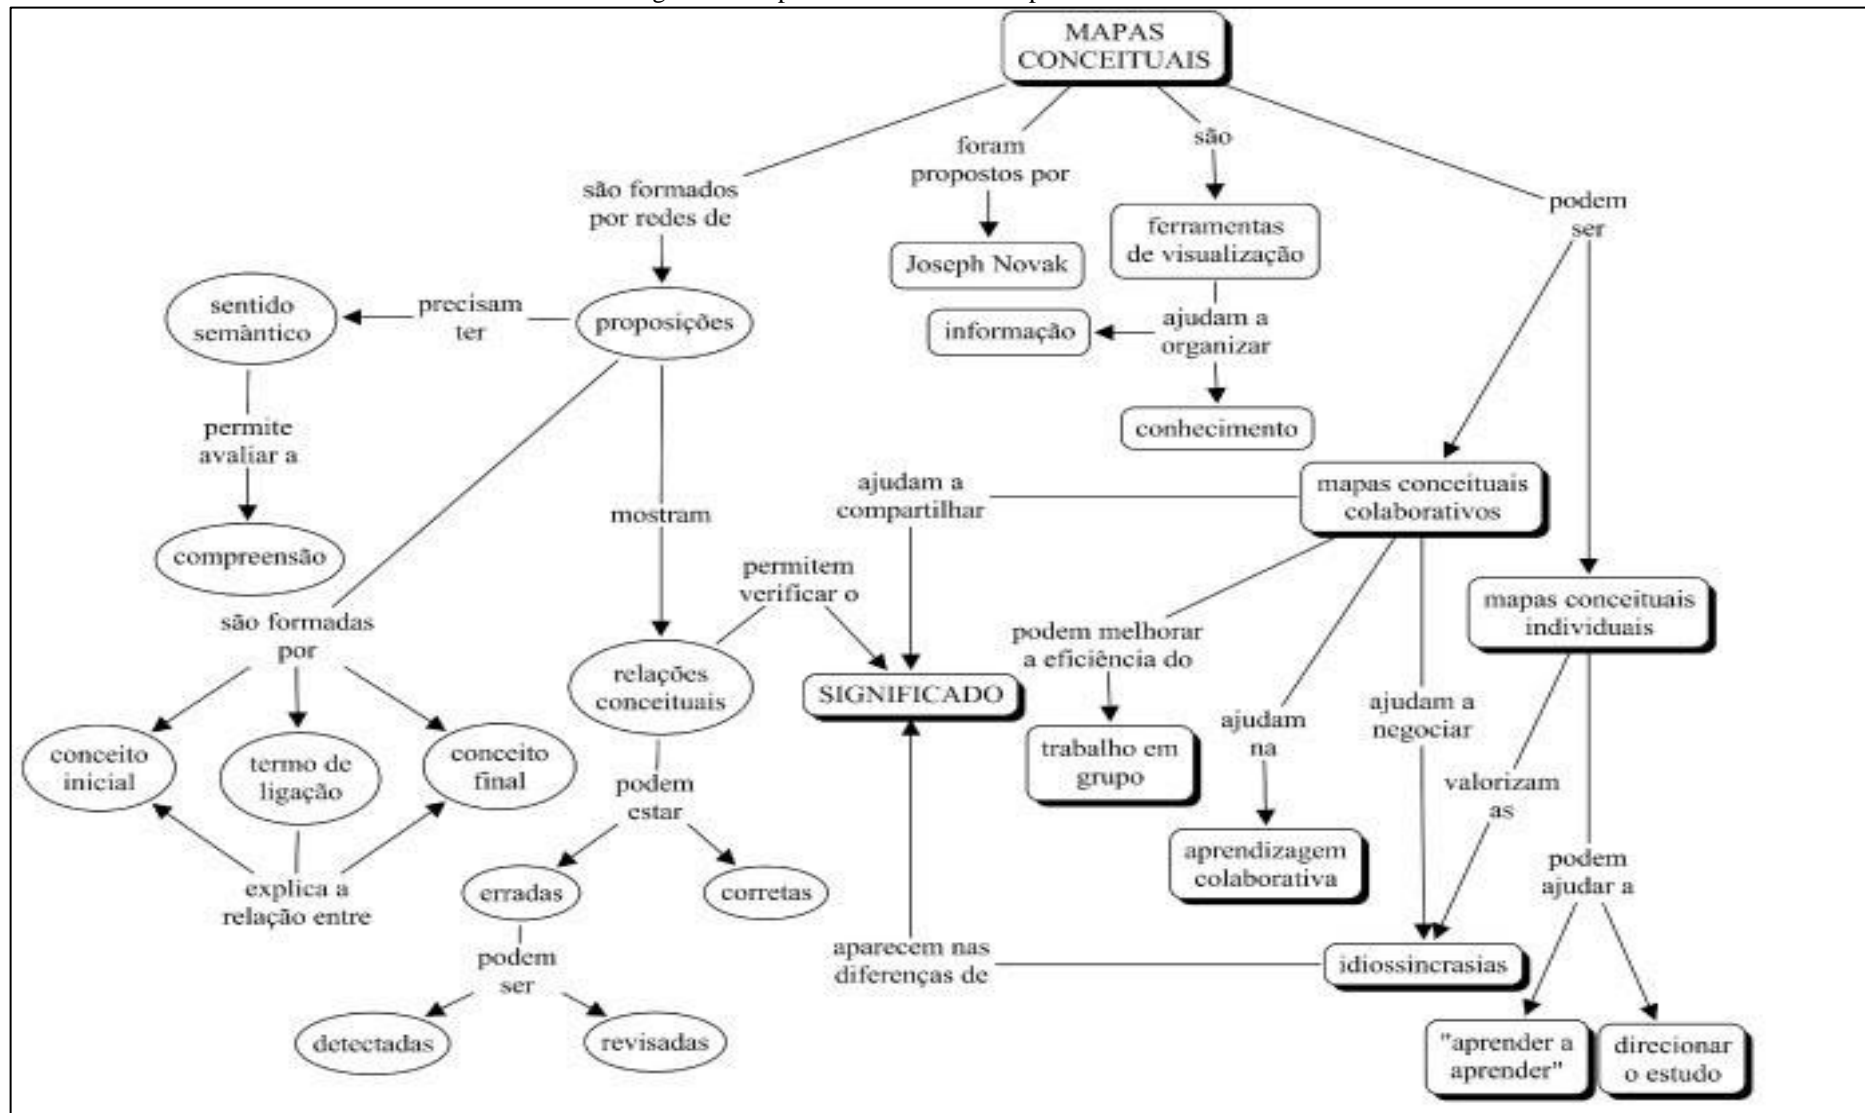 MAPAS
CONCEITUAIS
são
foram
propostos por
são formados
por redes de
podem
ser
ferramentas
de visualização
Joseph Novak
sentido
semântico
precisam
ter
proposições
informação
ajudam a
organizar
conhecimento
permite
avaliar a
ajudam a
compartilhar
mapas conceituais
colaborativos
mostram
compreensão
permitem
verificar o
mapas conceituais
individuais
são formadas
por
podem melhorar
a eficiência do
relações
conceituais
SIGNIFICADO
ajudam a
negociar
ajudam
na
conceito
inicial
termo de
ligação
conceito
final
trabalho em
grupo
podem
estar
valorizam
as
aprendizagem
colaborativa
podem
ajudar a
explica a
relação entre
erradas
corretas
aparecem nas
diferenças de
idiossincrasias
podem
ser
detectadas
revisadas
"aprender a
aprender"
direcionar
o estudo